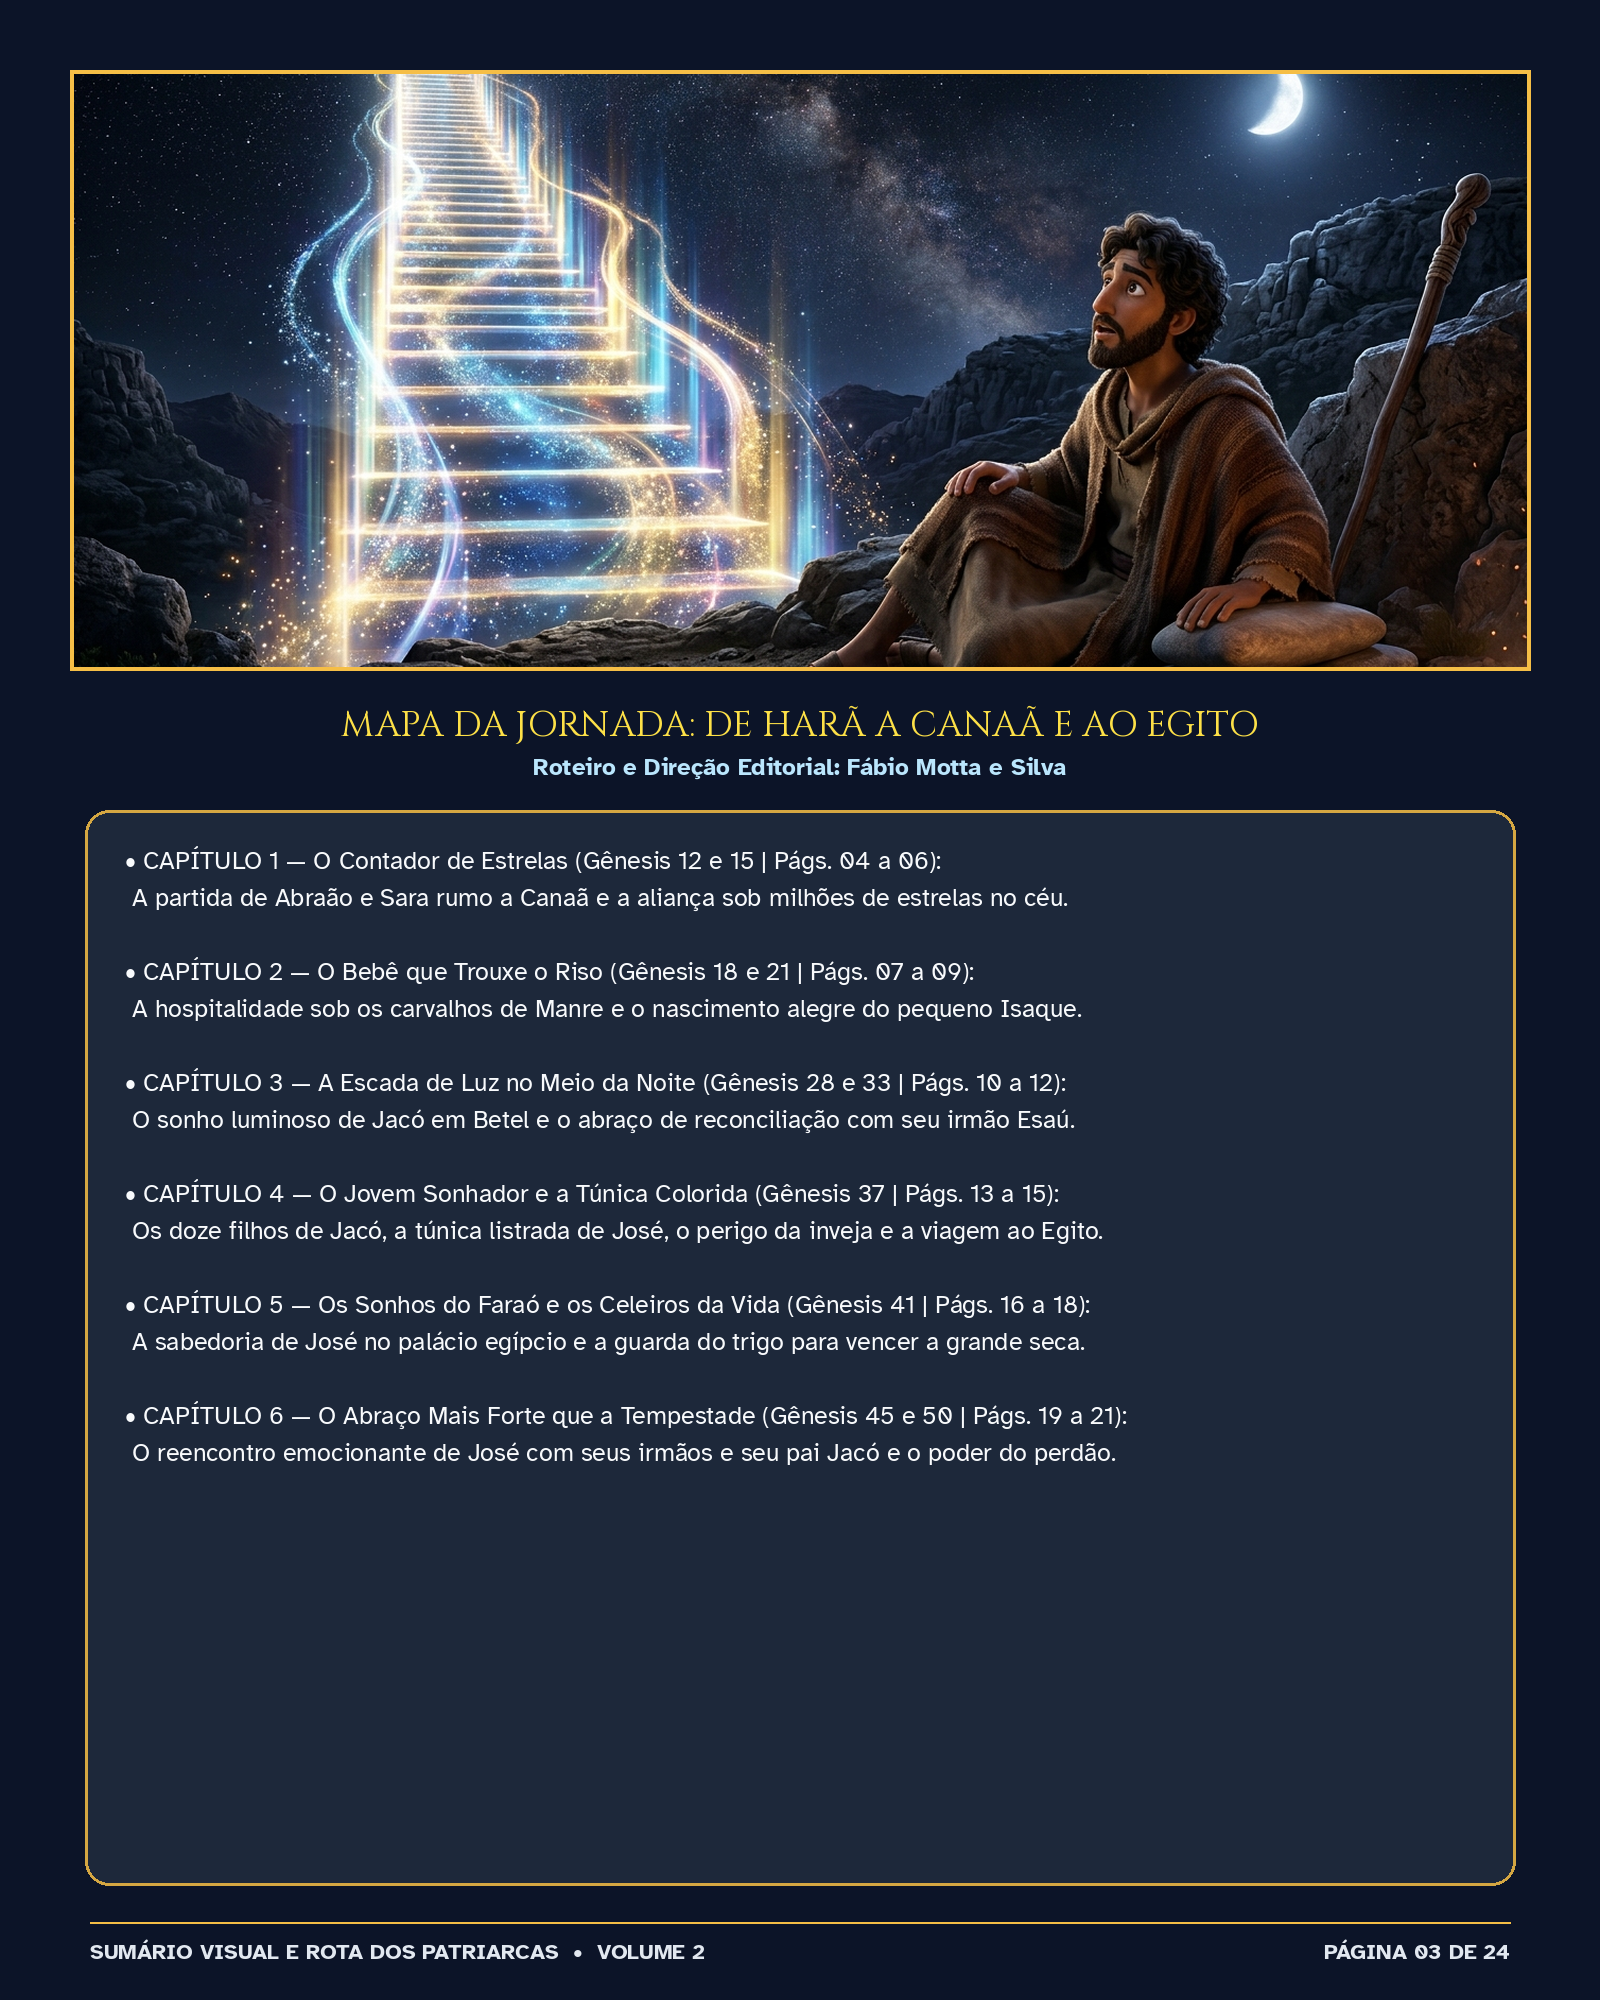 MAPA DA JORNADA: DE HARÃ A CANAÃ E AO EGITO
Roteiro e Direção Editorial: Fábio Motta e Silva
• CAPÍTULO 1 — O Contador de Estrelas (Gênesis 12 e 15 | Págs. 04 a 06):
A partida de Abraão e Sara rumo a Canaã e a aliança sob milhões de estrelas no céu.
• CAPÍTULO 2 — O Bebê que Trouxe o Riso (Gênesis 18 e 21 | Págs. 07 a 09):
A hospitalidade sob os carvalhos de Manre e o nascimento alegre do pequeno Isaque.
• CAPÍTULO 3 — A Escada de Luz no Meio da Noite (Gênesis 28 e 33 | Págs. 10 a 12):
O sonho luminoso de Jacó em Betel e o abraço de reconciliação com seu irmão Esaú.
• CAPÍTULO 4 — O Jovem Sonhador e a Túnica Colorida (Gênesis 37 | Págs. 13 a 15):
Os doze filhos de Jacó, a túnica listrada de José, o perigo da inveja e a viagem ao Egito.
• CAPÍTULO 5 — Os Sonhos do Faraó e os Celeiros da Vida (Gênesis 41 | Págs. 16 a 18):
A sabedoria de José no palácio egípcio e a guarda do trigo para vencer a grande seca.
• CAPÍTULO 6 — O Abraço Mais Forte que a Tempestade (Gênesis 45 e 50 | Págs. 19 a 21):
O reencontro emocionante de José com seus irmãos e seu pai Jacó e o poder do perdão.
SUMÁRIO VISUAL E ROTA DOS PATRIARCAS • VOLUME 2
PÁGINA 03 DE 24